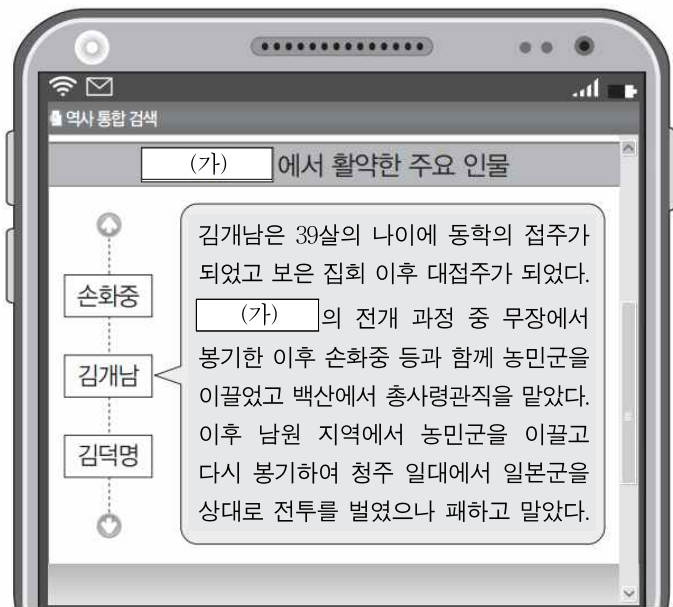 역사 통합 검색
(가) 에서 활약한 주요 인물
손화중
김개남
김덕명
김개남은 39살의 나이에 동학의 접주가
되었고 보은 집회 이후 대접주가 되었다.
(가) 의 전개 과정 중 무장에서
봉기한 이후 손화중 등과 함께 농민군을
이끌었고 백산에서 총사령관직을 맡았다.
이후 남원 지역에서 농민군을 이끌고
다시 봉기하여 청주 일대에서 일본군을
상대로 전투를 벌였으나 패하고 말았다.